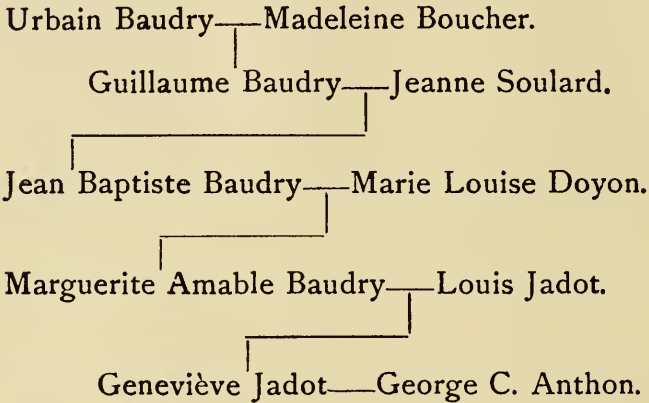 Urbain Baudry—Madeleine Boucher.
Guillaume Baudry—Jeanne Soulard.
Jean Baptiste Baudry—Marie Louise Doyon.
Marguerite Amable Baudry—Louis Jadot.
Geneviève Jadot—George C. Anthon.